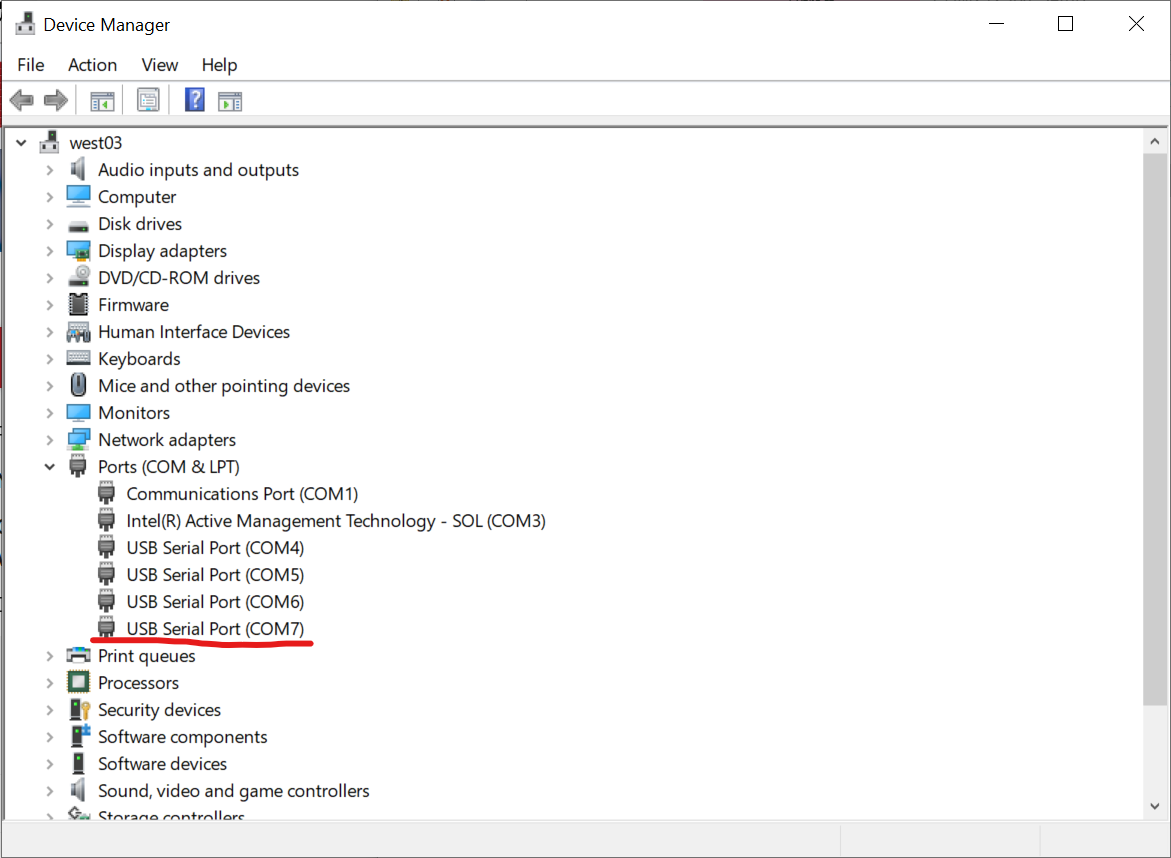 Device Manager
File Action View Help
west03
Audio inputs and outputs
Computer
Disk drives
Display adapters
DVD/CD-ROM drives
Firmware
Human Interface Devices
Keyboards
Mice and other pointing devices
Monitors
Network adapters
Ports (COM & LPT)
Communications Port (COM1)
Intel(R) Active Management Technology - SOL (COM3)
USB Serial Port (COM4)
USB Serial Port (COM5)
USB Serial Port (COM6)
USB Serial Port (COM7)
Print queues
Processors
Security devices
Software components
Software devices
Sound, video and game controllers
Storage controllers